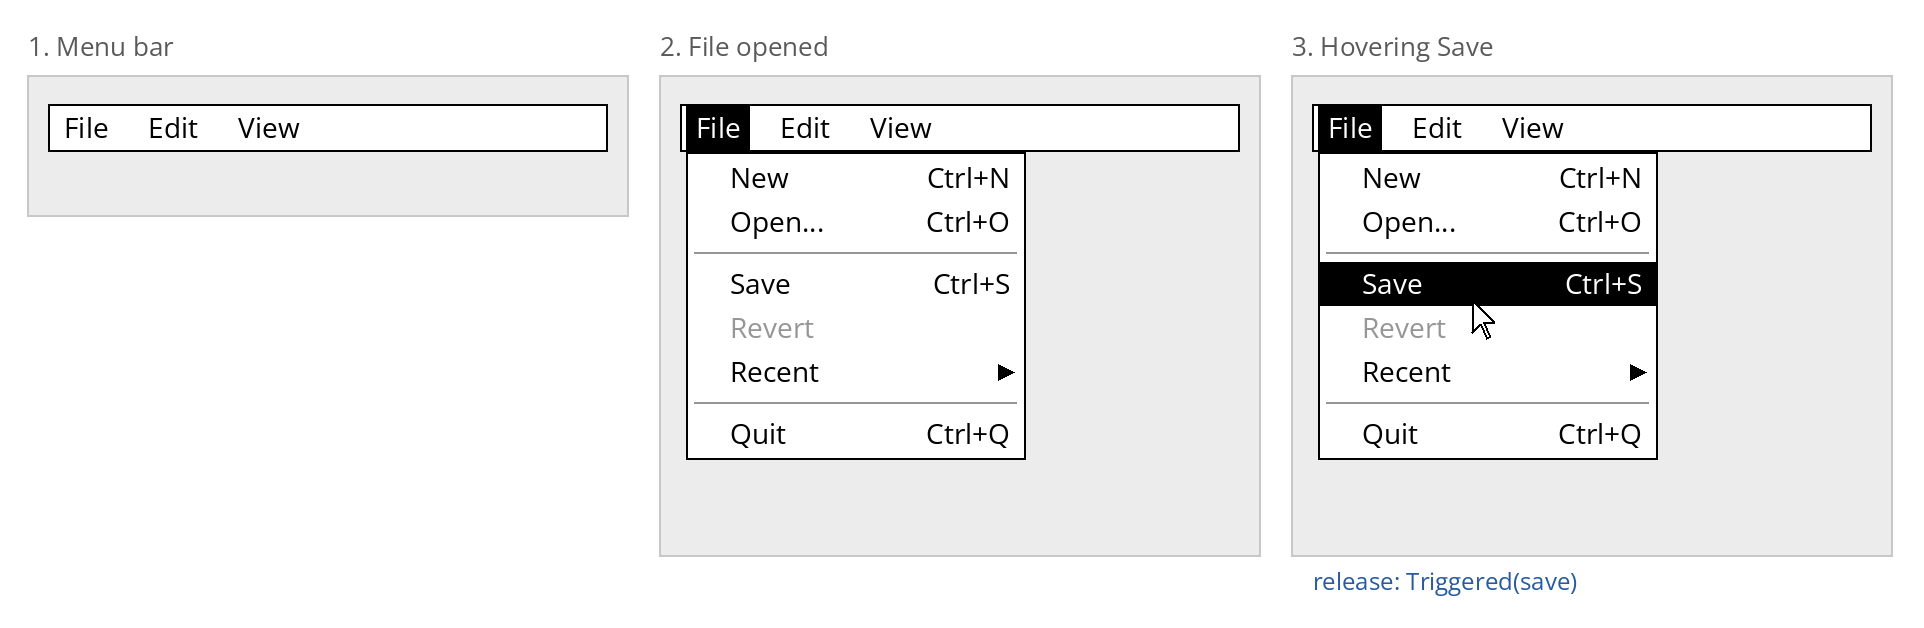 1. Menu bar
File Edit View
2. File opened
File Edit View
New Ctrl+N
Open... Ctrl+O
Save Ctrl+S
Revert
Recent ▶
Quit Ctrl+Q
3. Hovering Save
File Edit View
New Ctrl+N
Open... Ctrl+O
Save Ctrl+S
Revert
Recent ▶
Quit Ctrl+Q
release: Triggered(save)